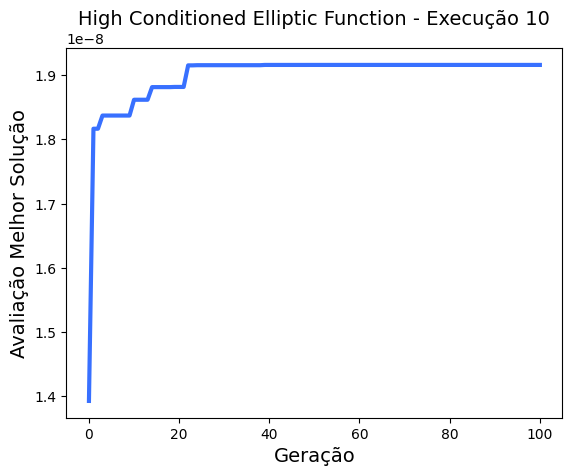 High Conditioned Elliptic Function - Execução 10
1e−8
1.9
1.8
1.7
1.6
1.5
1.4
Avaliação Melhor Solução
0 20 40 60 80 100
Geração